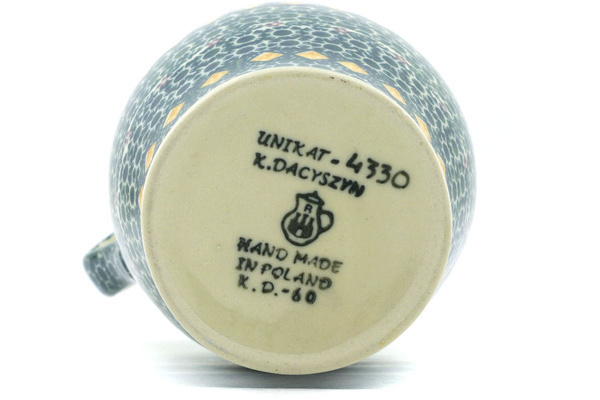 UNIKAT - 4330
K. DACYSZYN
R
HAND MADE
IN POLAND
K. D. - 60